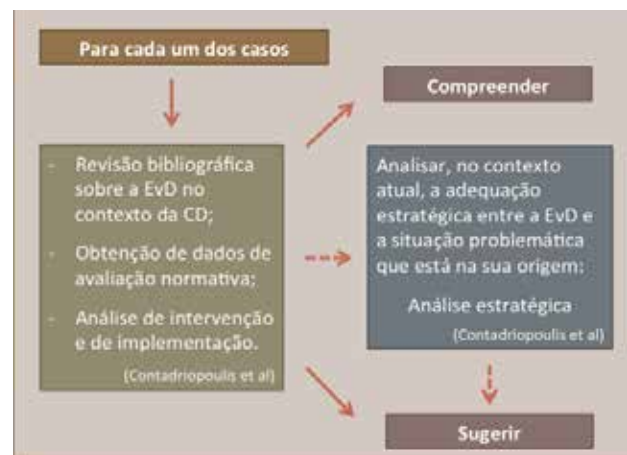 Para cada um dos casos
Compreender
- Revisão bibliográfica
sobre a EvD no
contexto da CD;
- Obtenção de dados de
avaliação normativa;
- Análise de intervenção
e de implementação.
(Contadriopoulis et al)
Analisar, no contexto
atual, a adequação
estratégica entre a EvD e
a situação problemática
que está na sua origem:
Análise estratégica
(Contadriopoulis et al)
Sugerir